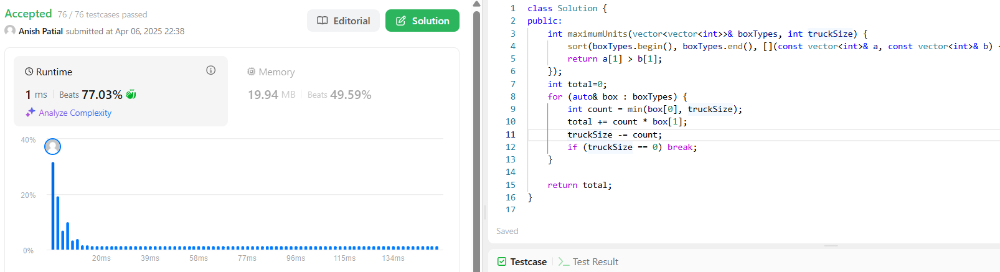 Accepted 76 / 76 testcases passed
Anish Patial submitted at Apr 06, 2025 22:38
Editorial
Solution
Runtime
1 ms Beats 77.03%
Analyze Complexity
Memory
19.94 MB Beats 49.59%
40%
20%
0%
20ms 39ms 58ms 77ms 96ms 115ms 134ms
1 class Solution {
2 public:
3 int maximumUnits(vector<vector<int>>& boxTypes, int truckSize) {
4 sort(boxTypes.begin(), boxTypes.end(), [](const vector<int>& a, const vector<int>& b)
5 return a[1] > b[1];
6 });
7 int total=0;
8 for (auto& box : boxTypes) {
9 int count = min(box[0], truckSize);
10 total += count * box[1];
11 truckSize -= count;
12 if (truckSize == 0) break;
13 }
14
15 return total;
16 }
17
Saved
Testcase
Test Result